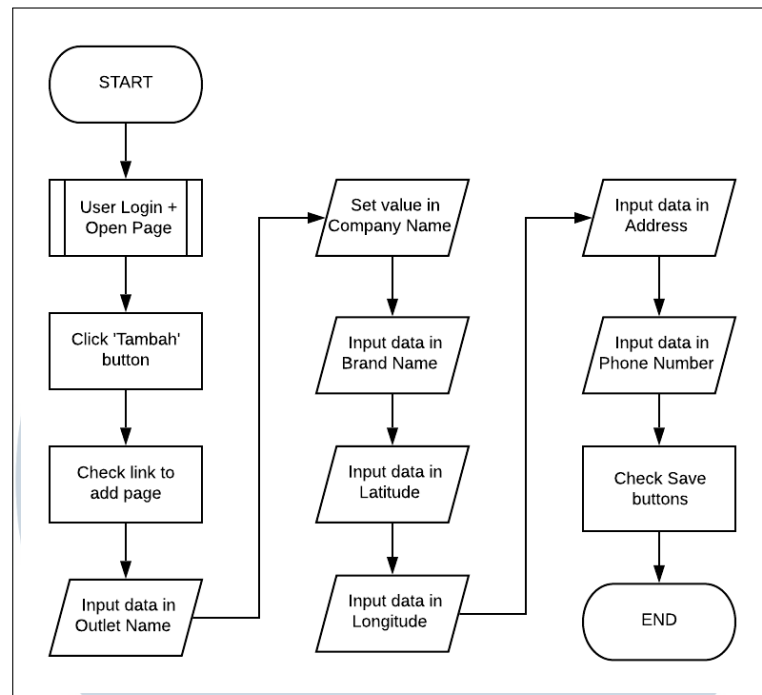 START
User Login +
Open Page
Click 'Tambah'
button
Check link to
add page
Input data in
Outlet Name
Set value in
Company Name
Input data in
Brand Name
Input data in
Latitude
Input data in
Longitude
Input data in
Address
Input data in
Phone Number
Check Save
buttons
END